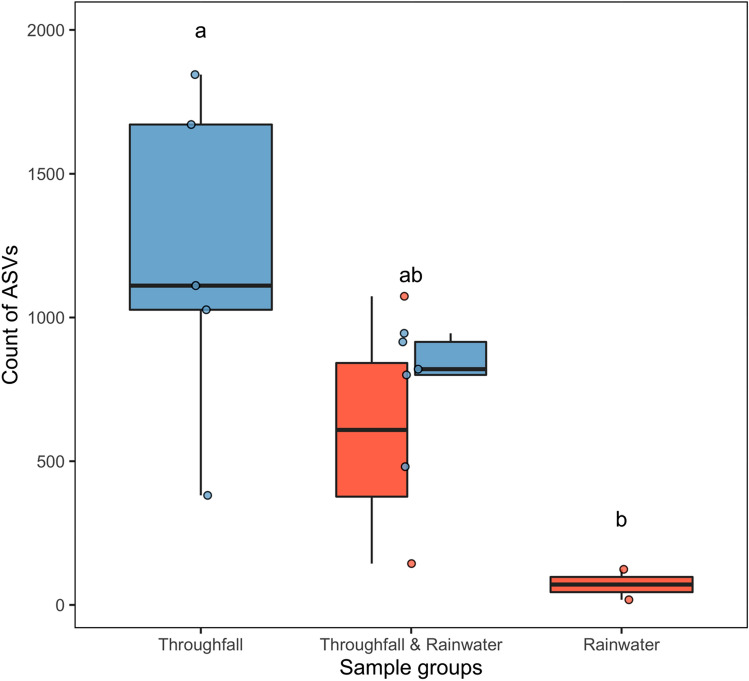 Count of ASVs
2000
1500
1000
500
0
a
ab
b
Throughfall
Throughfall & Rainwater
Rainwater
Sample groups